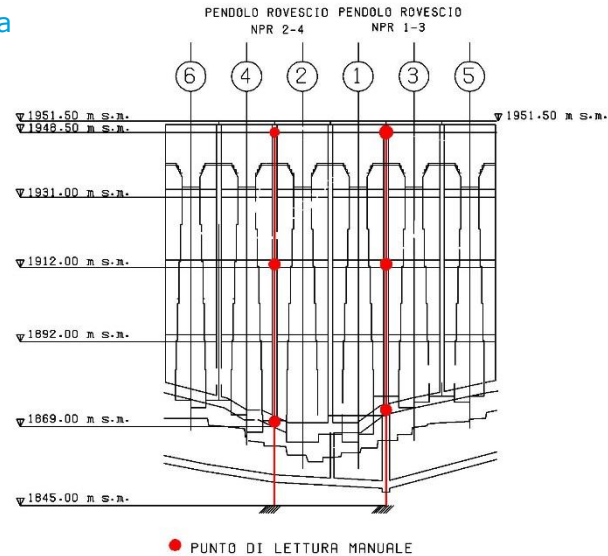 a
PENDOLO ROVESCIO PENDOLO ROVESCIO
NPR 2-4 NPR 1-3
6 4 2 1 3 5
1951.50 m s.m. 1951.50 m s.m.
1948.50 m s.m.
1931.00 m s.m.
1912.00 m s.m.
1892.00 m s.m.
1869.00 m s.m.
1845.00 m s.m.
PUNTO DI LETTURA MANUALE